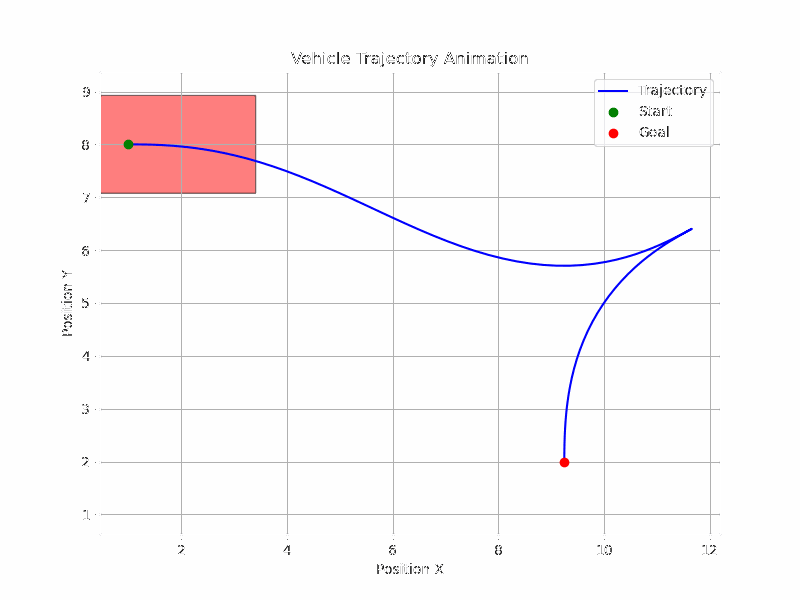 Vehicle Trajectory Animation
Trajectory
Start
Goal
9
8
7
6
5
4
3
2
1
Position Y
2
4
6
8
10
12
Position X